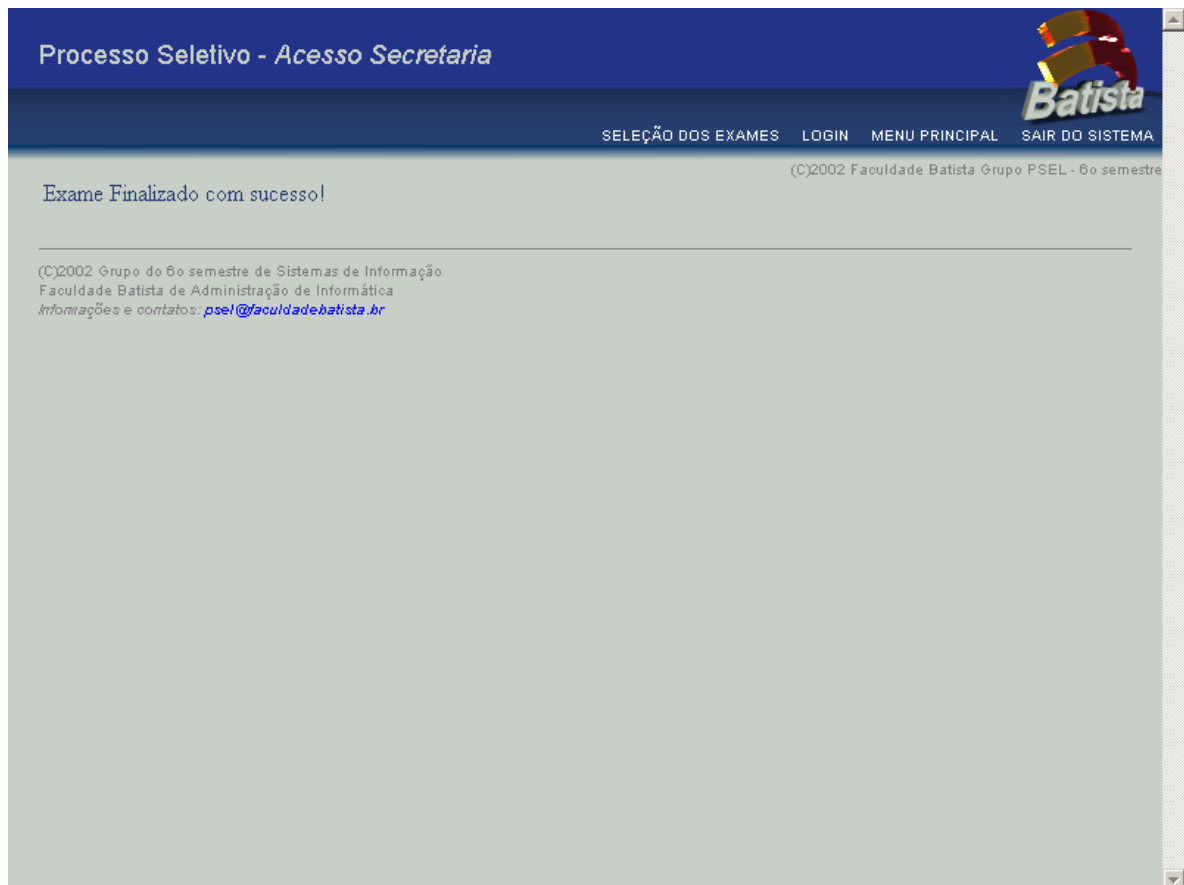 Processo Seletivo - Acesso Secretaria
Batista
SELEÇÃO DOS EXAMES LOGIN MENU PRINCIPAL SAIR DO SISTEMA
(C)2002 Faculdade Batista Grupo PSEL - 6o semestre
Exame Finalizado com sucesso!
(C)2002 Grupo do 6o semestre de Sistemas de Informação
Faculdade Batista de Administração de Informática
Informações e contatos: psel@faculdadebatista.br